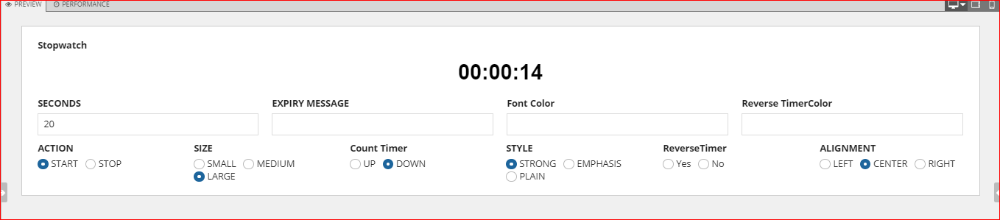 PREVIEW PERFORMANCE
Stopwatch
00:00:14
SECONDS EXPIRY MESSAGE Font Color Reverse TimerColor
20
ACTION SIZE Count Timer STYLE ReverseTimer ALIGNMENT
START STOP SMALL MEDIUM UP DOWN STRONG EMPHASIS Yes No LEFT CENTER RIGHT
LARGE PLAIN